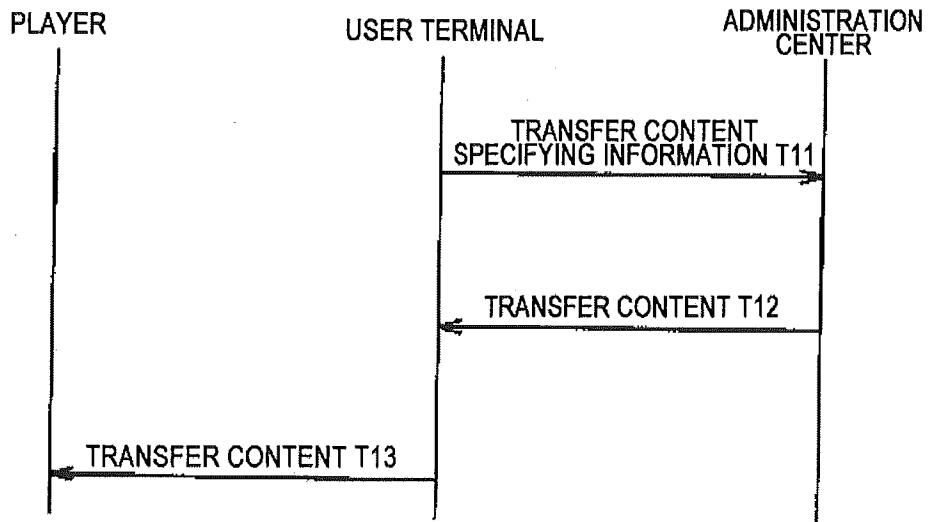 PLAYER
USER TERMINAL
ADMINISTRATION
CENTER
TRANSFER CONTENT
SPECIFYING INFORMATION T11
TRANSFER CONTENT T12
TRANSFER CONTENT T13